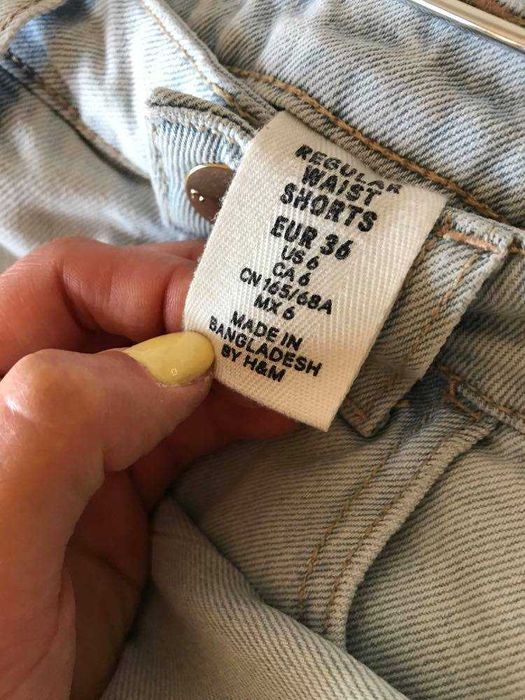 REGULAR
WAIST
SHORTS
EUR 36
US 6
CA 6
CN 165/68A
MX 6
MADE IN
BANGLADESH
BY H&M